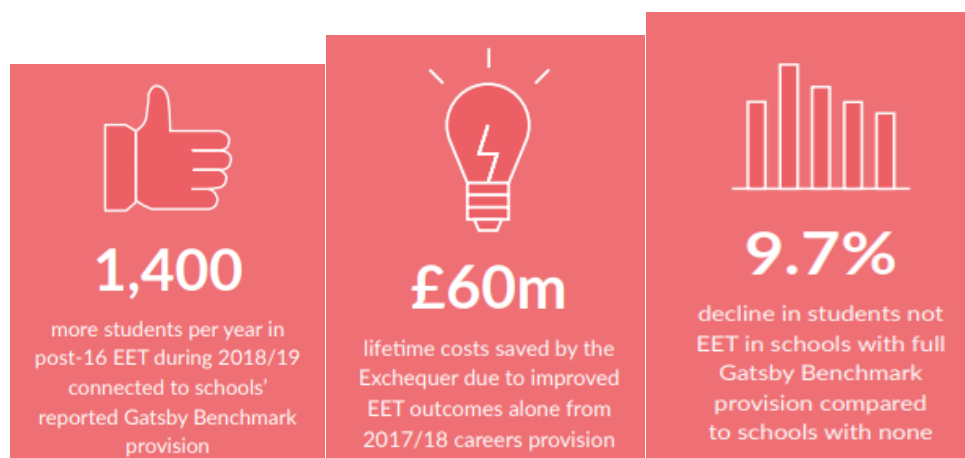 1,400
more students per year in
post-16 EET during 2018/19
connected to schools’
reported Gatsby Benchmark
provision
£60m
lifetime costs saved by the
Exchequer due to improved
EET outcomes alone from
2017/18 careers provision
9.7%
decline in students not
EET in schools with full
Gatsby Benchmark
provision compared
to schools with none